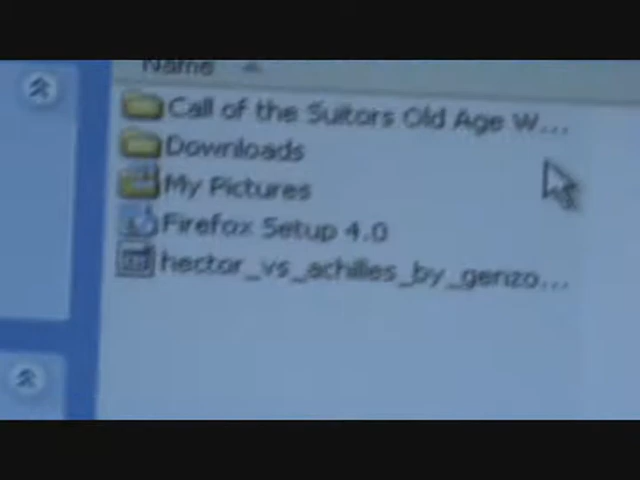 Name
Call of the Suitors Old Age W...
Downloads
My Pictures
Firefox Setup 4.0
hector_vs_achilles_by_genzo...